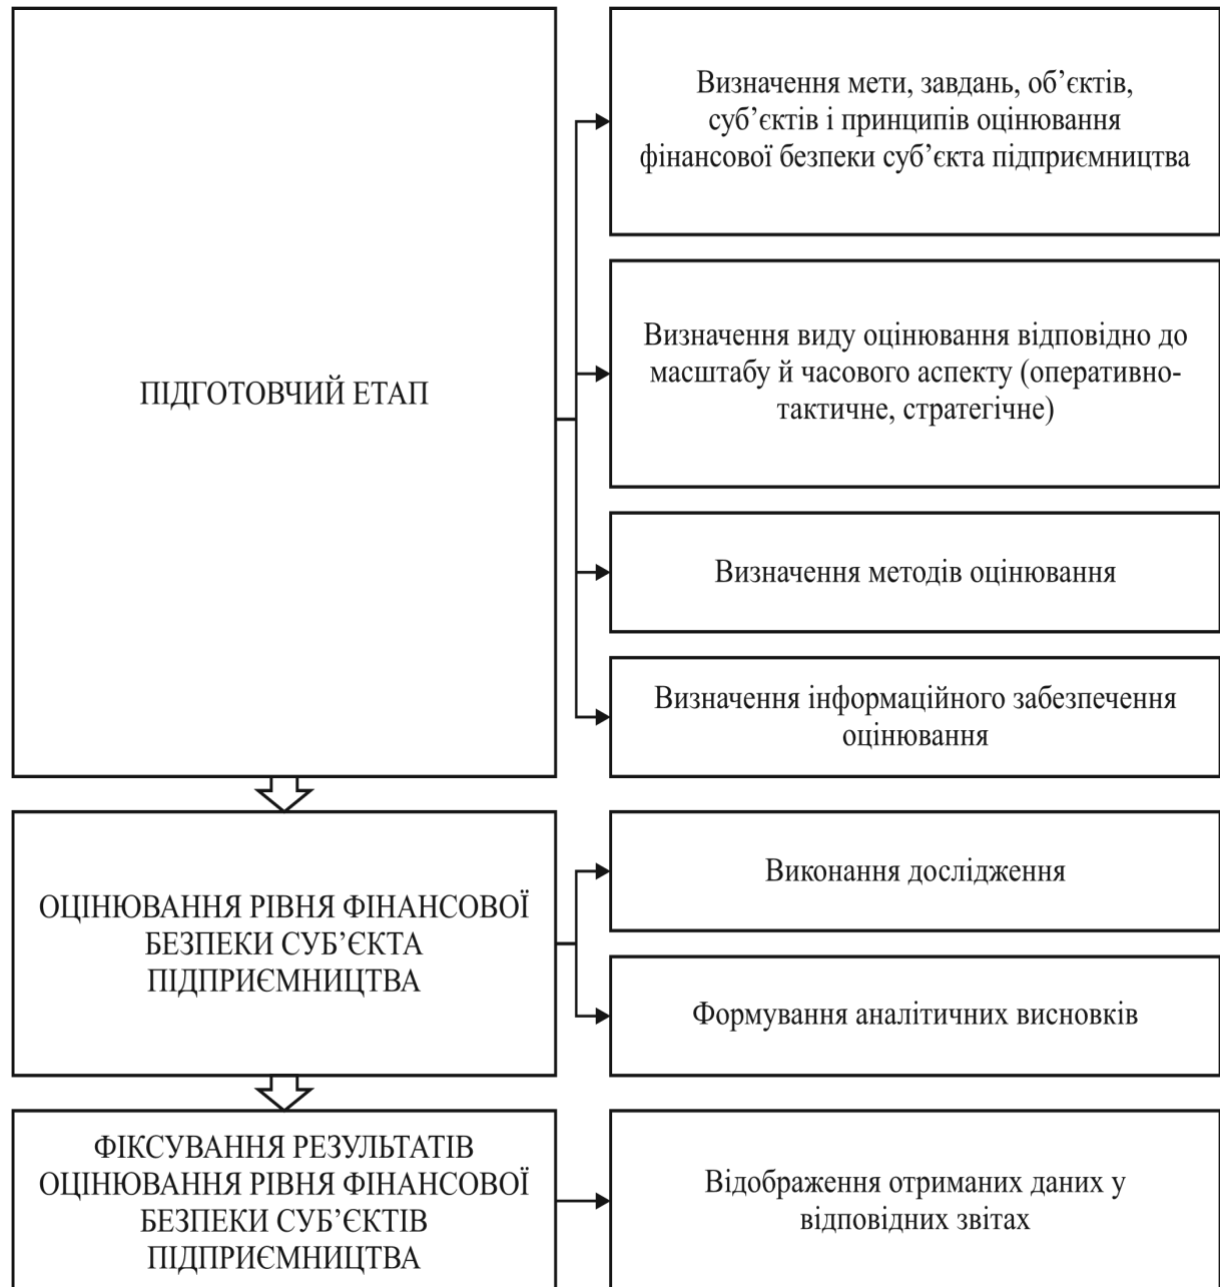 ПІДГОТОВЧИЙ ЕТАП
Визначення мети, завдань, об’єктів,
суб’єктів і принципів оцінювання
фінансової безпеки суб’єкта підприємництва
Визначення виду оцінювання відповідно до
масштабу й часового аспекту (оперативно-
тактичне, стратегічне)
Визначення методів оцінювання
Визначення інформаційного забезпечення
оцінювання
ОЦІНЮВАННЯ РІВНЯ ФІНАНСОВОЇ
БЕЗПЕКИ СУБ’ЄКТА
ПІДПРИЄМНИЦТВА
Виконання дослідження
Формування аналітичних висновків
ФІКСУВАННЯ РЕЗУЛЬТАТІВ
ОЦІНЮВАННЯ РІВНЯ ФІНАНСОВОЇ
БЕЗПЕКИ СУБ’ЄКТІВ
ПІДПРИЄМНИЦТВА
Відображення отриманих даних у
відповідних звітах